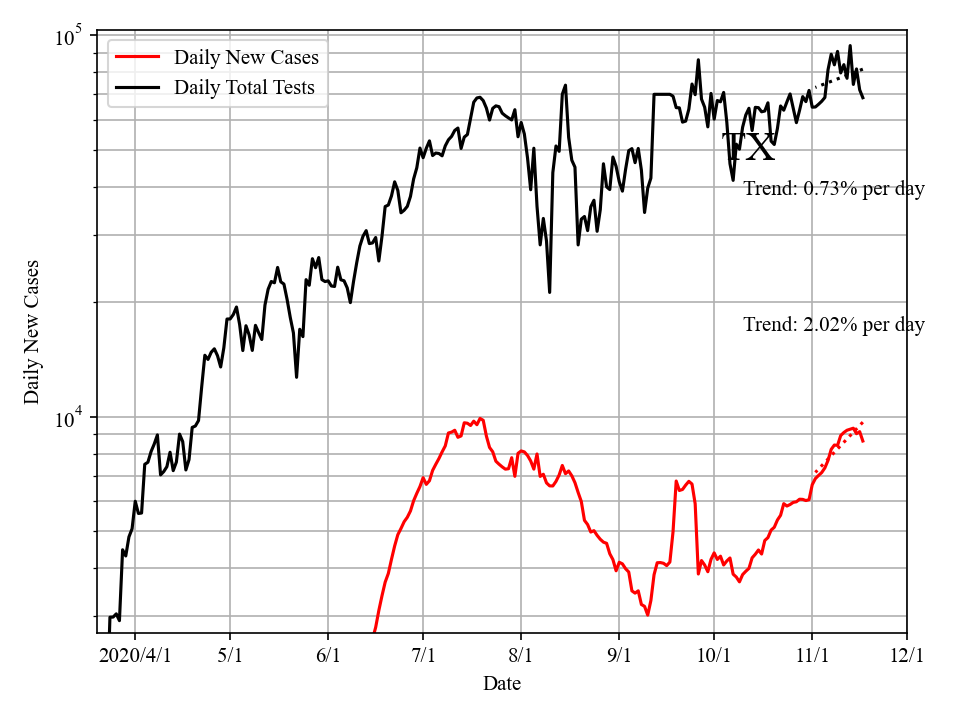 10^5
Daily New Cases
Daily Total Tests
TX
Trend: 0.73% per day
Trend: 2.02% per day
Daily New Cases
10^4
2020/4/1 5/1 6/1 7/1 8/1 9/1 10/1 11/1 12/1
Date